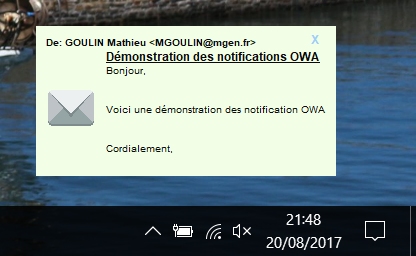 De: GOULIN Mathieu <MGOULIN@mgen.fr> X
Démonstration des notifications OWA
Bonjour,
Voici une démonstration des notification OWA
Cordialement,
21:48
20/08/2017